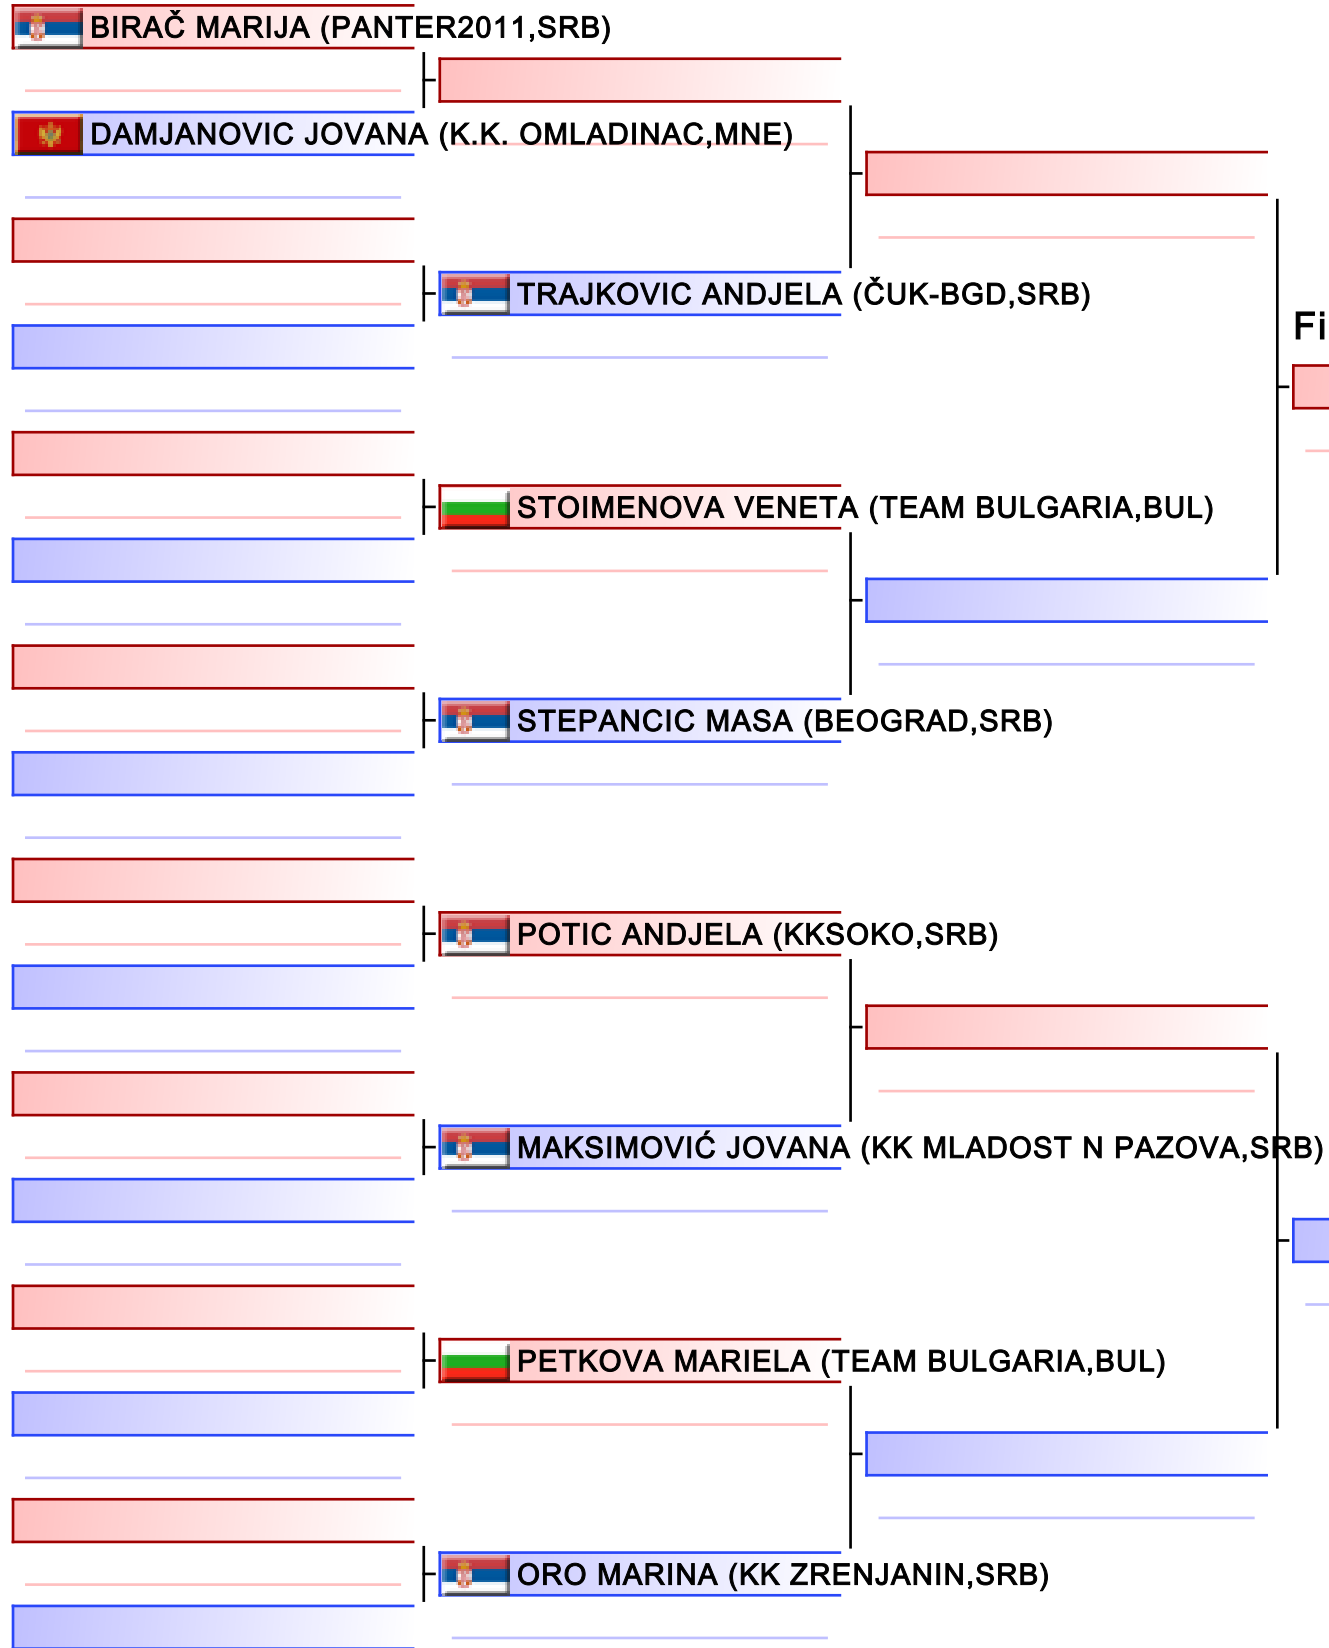 BIRAČ MARIJA (PANTER2011,SRB)
DAMJANOVIC JOVANA (K.K. OMLADINAC,MNE)
TRAJKOVIC ANDJELA (ČUK-BGD,SRB)
Fi
STOIMENOVA VENETA (TEAM BULGARIA,BUL)
STEPANCIC MASA (BEOGRAD,SRB)
POTIC ANDJELA (KKSOKO,SRB)
MAKSIMOVIĆ JOVANA (KK MLADOST N PAZOVA,SRB)
PETKOVA MARIELA (TEAM BULGARIA,BUL)
ORO MARINA (KK ZRENJANIN,SRB)